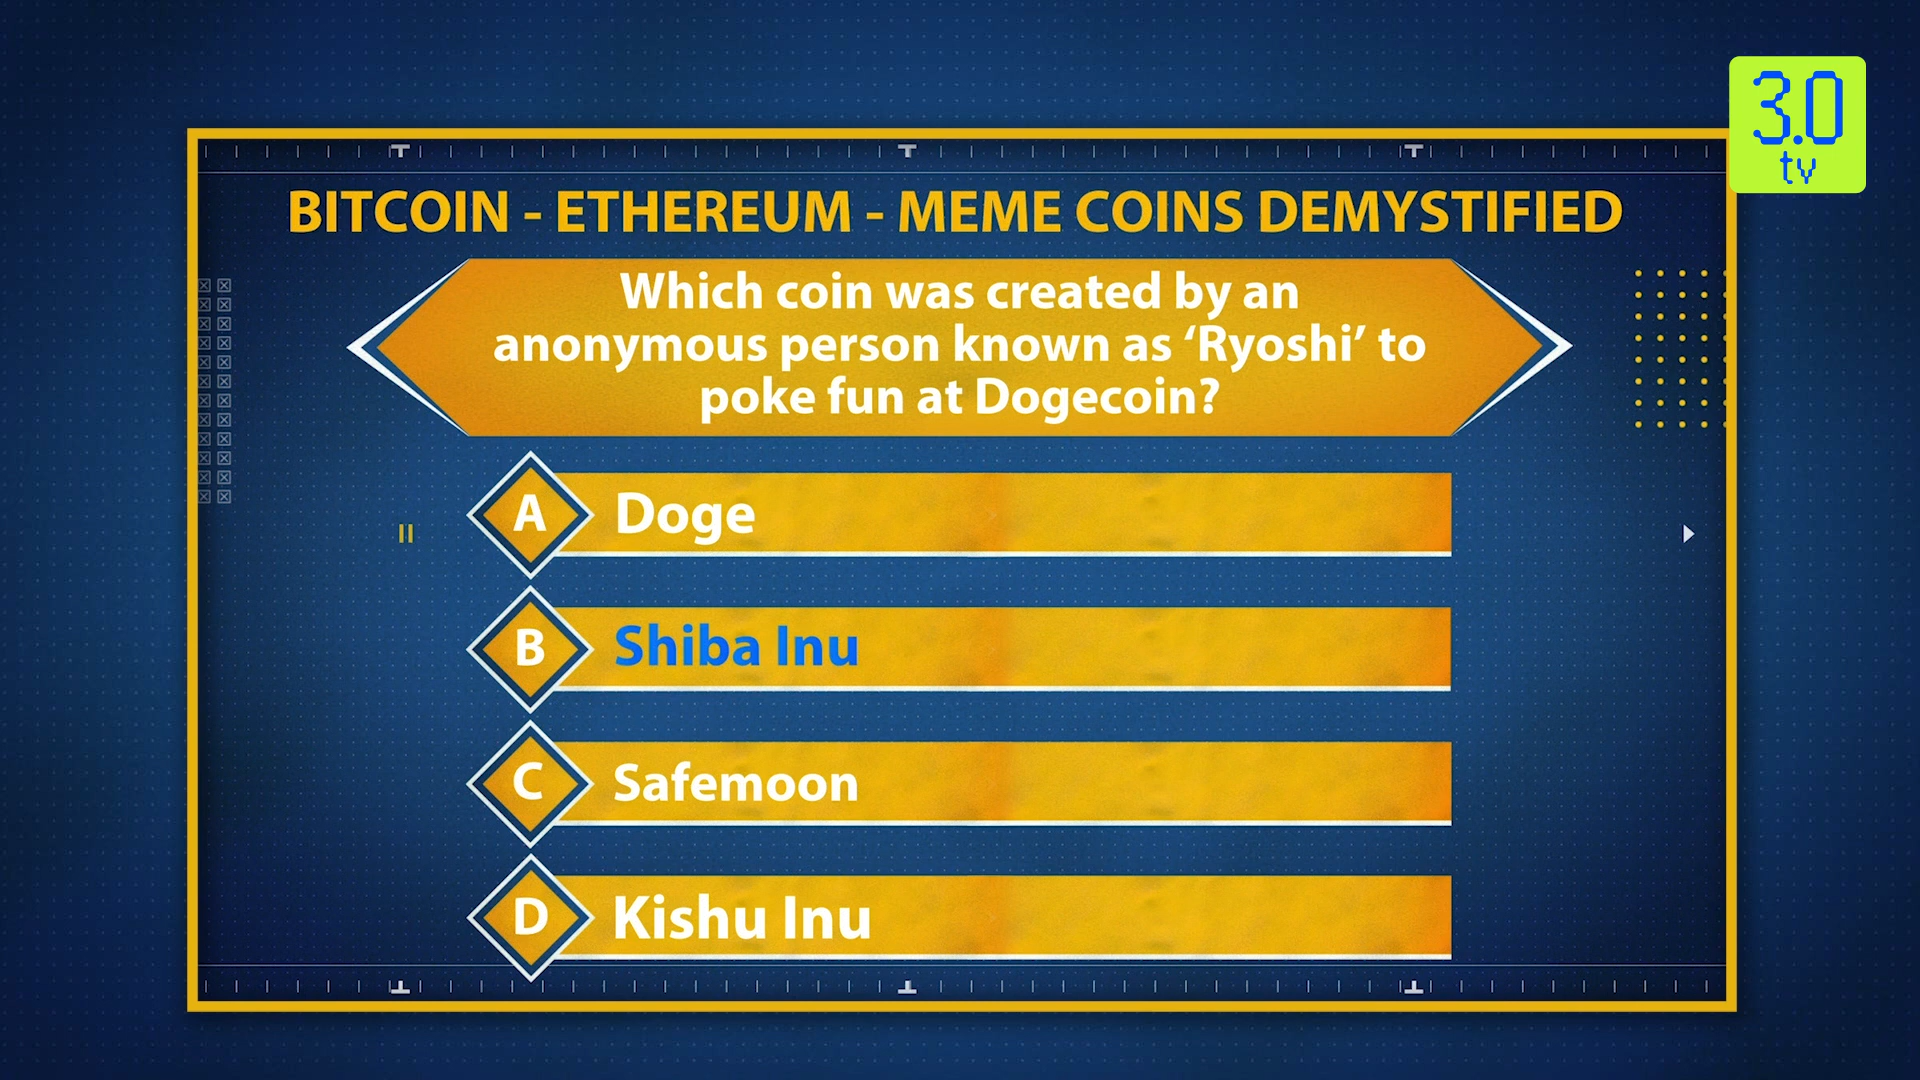 3.0
tv
BITCOIN - ETHEREUM - MEME COINS DEMYSTIFIED
Which coin was created by an
anonymous person known as ‘Ryoshi’ to
poke fun at Dogecoin?
A Doge
B Shiba Inu
C Safemoon
D Kishu Inu